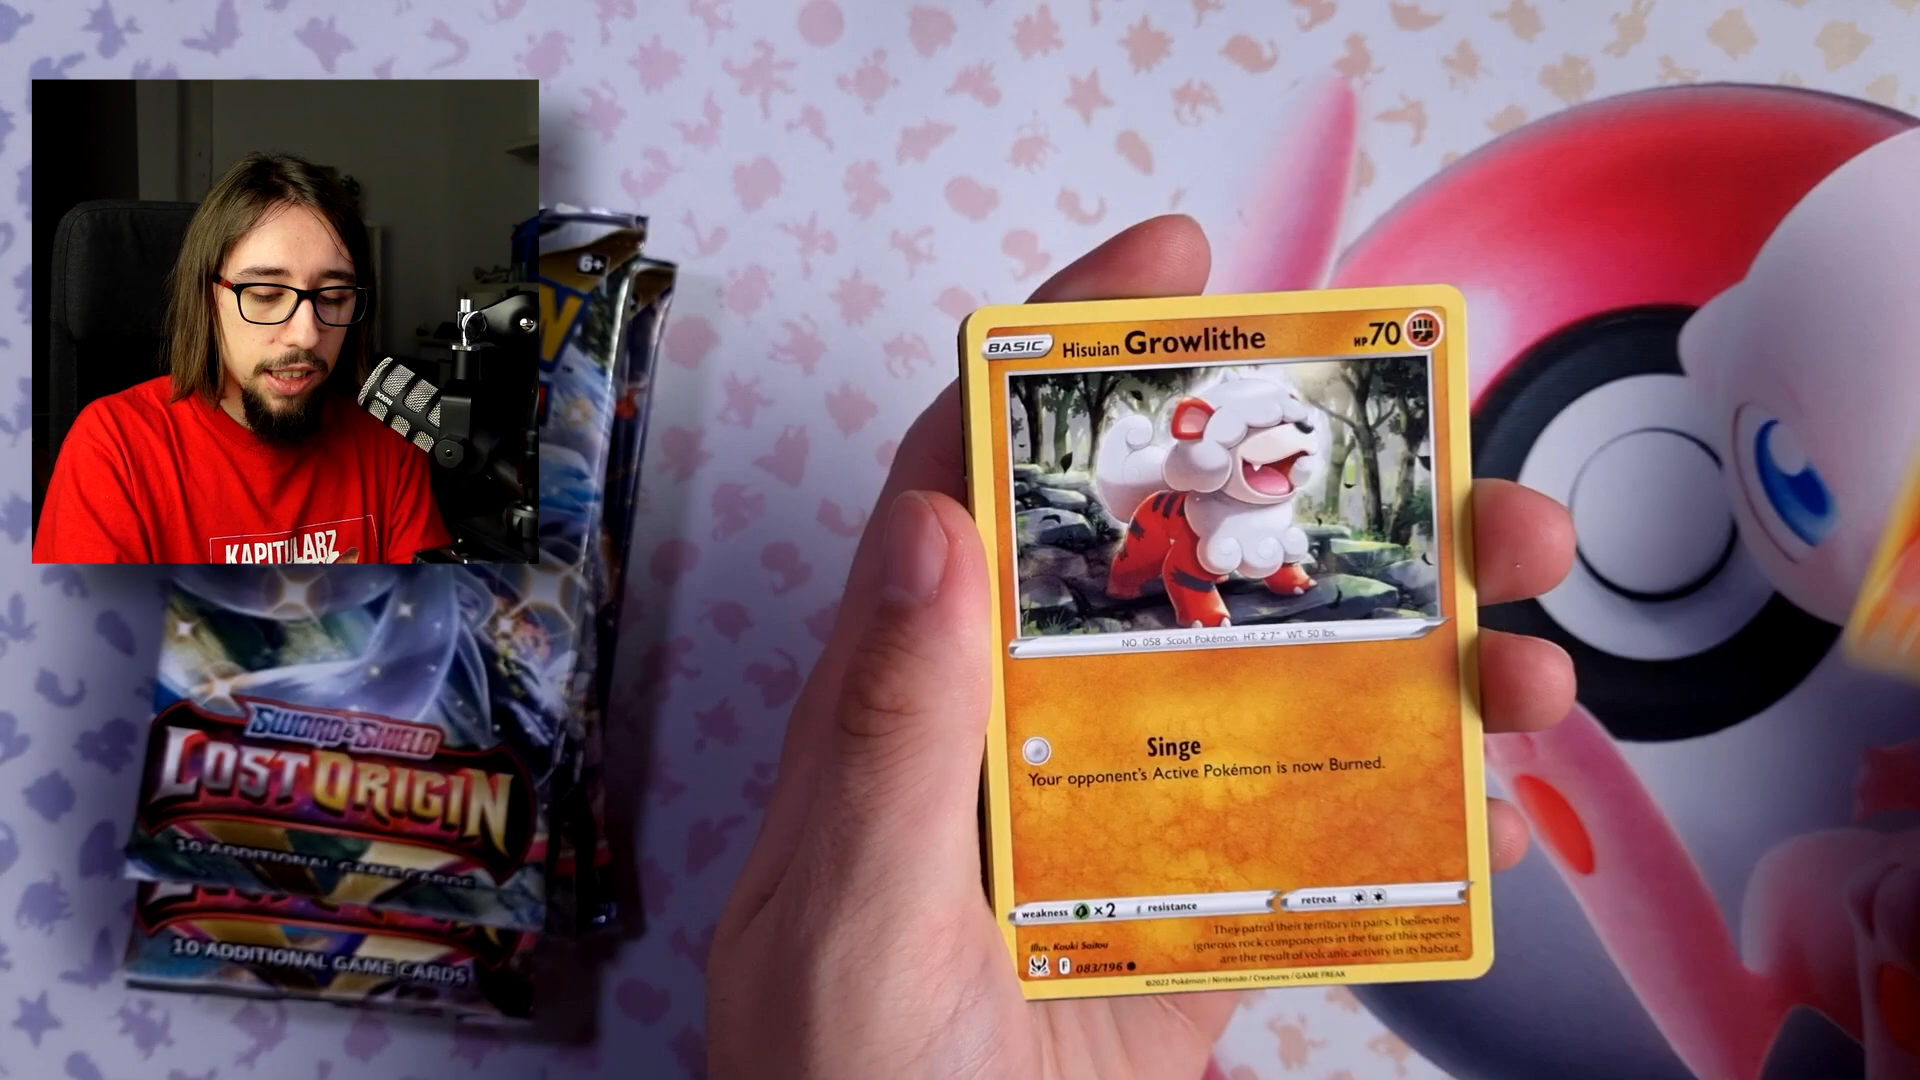 6+
RODE
KAPITULABZ
SWORD & SHIELD
LOST ORIGIN
10 ADDITIONAL GAME CARDS
10 ADDITIONAL GAME CARDS
BASIC
Hisuian Growlithe
HP 70
NO. 058 Scout Pokémon HT: 2'7" WT: 50 lbs.
Singe
Your opponent's Active Pokémon is now Burned.
weakness ×2 resistance retreat
They patrol their territory in pairs. I believe the
igneous rock components in the fur of this species
are the result of volcanic activity in its habitat.
Illus. Kouki Saitou
F 083/196
©2022 Pokémon / Nintendo / Creatures / GAME FREAK